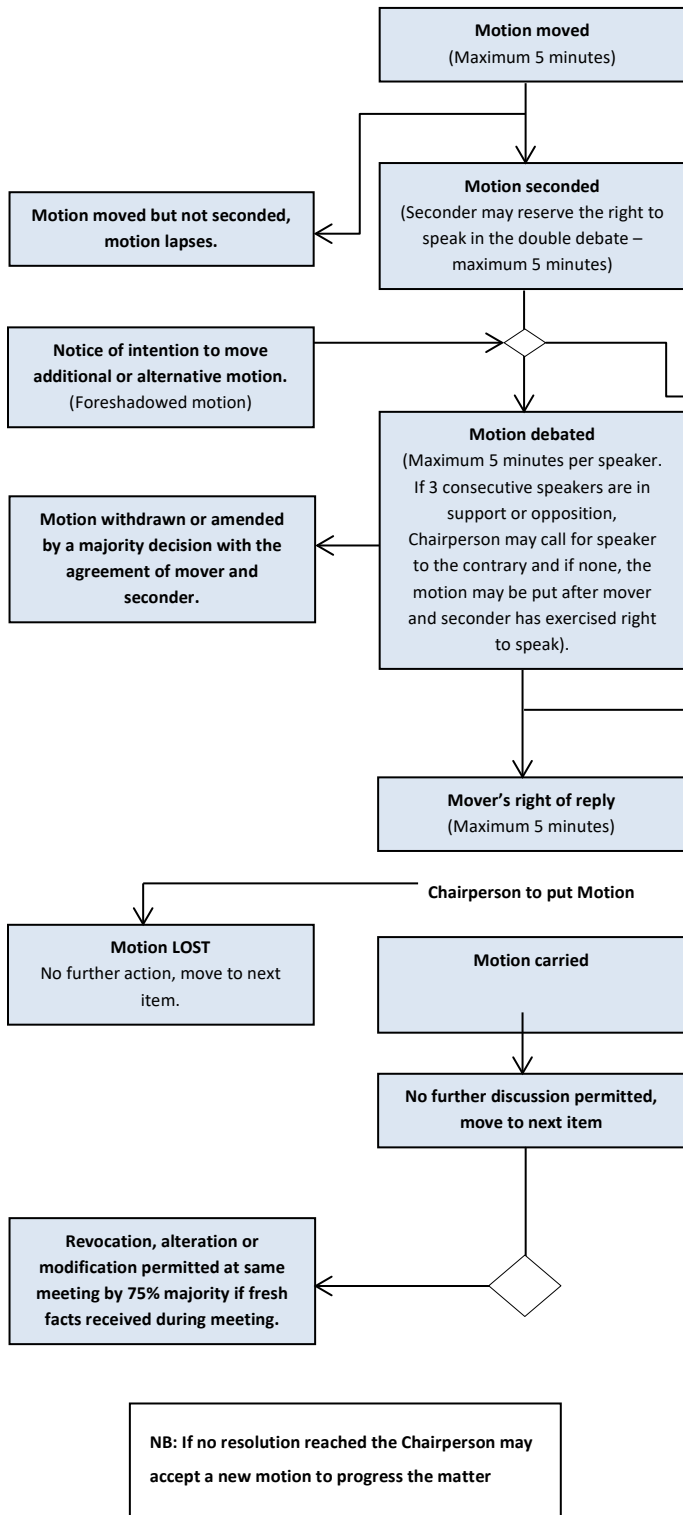 Motion moved
(Maximum 5 minutes)
Motion seconded
(Seconder may reserve the right to
speak in the double debate –
maximum 5 minutes)
Motion moved but not seconded,
motion lapses.
Notice of intention to move
additional or alternative motion.
(Foreshadowed motion)
Motion debated
(Maximum 5 minutes per speaker.
If 3 consecutive speakers are in
support or opposition,
Chairperson may call for speaker
to the contrary and if none, the
motion may be put after mover
and seconder has exercised right
to speak).
Motion withdrawn or amended
by a majority decision with the
agreement of mover and
seconder.
Mover’s right of reply
(Maximum 5 minutes)
Chairperson to put Motion
Motion LOST
No further action, move to next
item.
Motion carried
No further discussion permitted,
move to next item
Revocation, alteration or
modification permitted at same
meeting by 75% majority if fresh
facts received during meeting.
NB: If no resolution reached the Chairperson may
accept a new motion to progress the matter